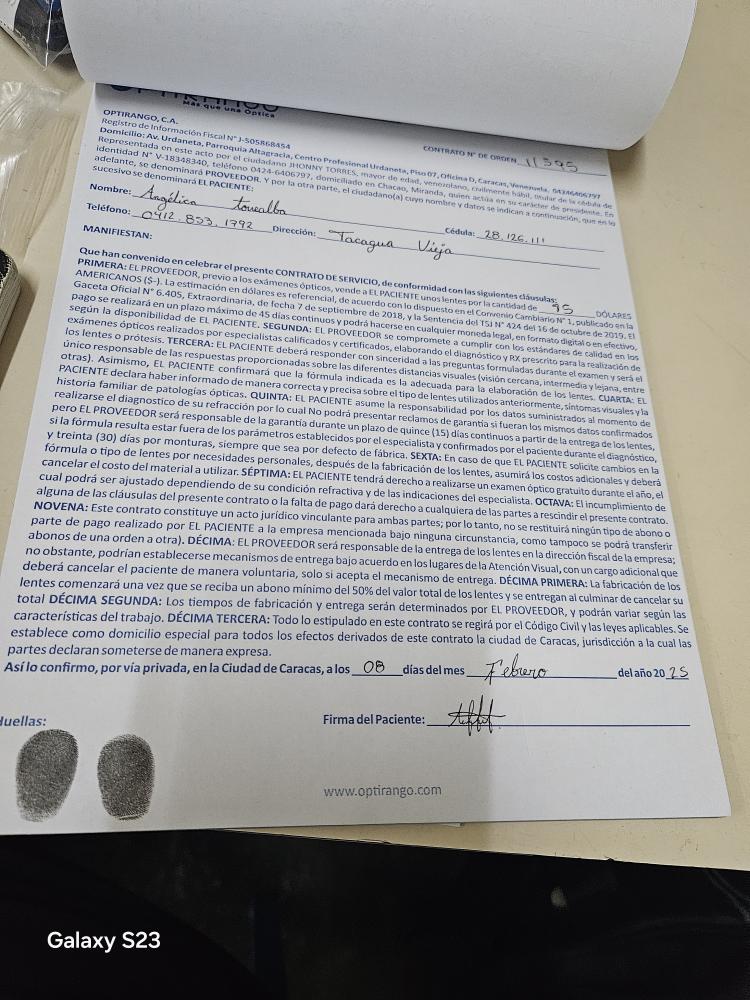 Más que una Óptica
OPTIRANGO, C.A.
CONTRATO N° DE ORDEN 11395
Registro de Información Fiscal N° J-505868454
Domicilio: Av. Urdaneta, Parroquia Altagracia, Centro Profesional Urdaneta, Piso 07, Oficina D, Caracas, Venezuela, 04246406797
Representada en este acto por el ciudadano JHONNY TORRES, mayor de edad, venezolano, civilmente hábil, titular de la cédula de
identidad N° V-18348340, teléfono 0424-6406797, domiciliado en Chacao, Miranda, quien actúa en su carácter de presidente. En
adelante, se denominará PROVEEDOR. Y por la otra parte, el ciudadano(a) cuyo nombre y datos se indican a continuación, que en lo
sucesivo se denominará EL PACIENTE:
Nombre: Angélica Torrealba
Cédula: 28.126.111
Teléfono: 0412.853.1792 Dirección: Tacagua Vieja
MANIFIESTAN:
Que han convenido en celebrar el presente CONTRATO DE SERVICIO, de conformidad con las siguientes cláusulas:
PRIMERA: EL PROVEEDOR, previo a los exámenes ópticos, vende a EL PACIENTE unos lentes por la cantidad de 95 DÓLARES
AMERICANOS ($-). La estimación en dólares es referencial, de acuerdo con lo dispuesto en el Convenio Cambiario N° 1, publicado en la
Gaceta Oficial N° 6.405, Extraordinaria, de fecha 7 de septiembre de 2018, y la Sentencia del TSJ N° 424 del 16 de octubre de 2019. El
pago se realizará en un plazo máximo de 45 días continuos y podrá hacerse en cualquier moneda legal, en formato digital o en efectivo,
según la disponibilidad de EL PACIENTE. SEGUNDA: EL PROVEEDOR se compromete a cumplir con los estándares de calidad en los
exámenes ópticos realizados por especialistas calificados y certificados, elaborando el diagnóstico y RX prescrito para la realización de
los lentes o prótesis. TERCERA: EL PACIENTE deberá responder con sinceridad a las preguntas formuladas durante el examen y será el
único responsable de las respuestas proporcionadas sobre las diferentes distancias visuales (visión cercana, intermedia y lejana, entre
otras). Asimismo, EL PACIENTE confirmará que la fórmula indicada es la adecuada para la elaboración de los lentes. CUARTA: EL
PACIENTE declara haber informado de manera correcta y precisa sobre el tipo de lentes utilizados anteriormente, síntomas visuales y la
historia familiar de patologías ópticas. QUINTA: EL PACIENTE asume la responsabilidad por los datos suministrados al momento de
realizarse el diagnostico de su refracción por lo cual No podrá presentar reclamos de garantía si fueran los mismos datos confirmados
pero EL PROVEEDOR será responsable de la garantía durante un plazo de quince (15) días continuos a partir de la entrega de los lentes,
si la fórmula resulta estar fuera de los parámetros establecidos por el especialista y confirmados por el paciente durante el diagnóstico,
y treinta (30) días por monturas, siempre que sea por defecto de fábrica. SEXTA: En caso de que EL PACIENTE solicite cambios en la
fórmula o tipo de lentes por necesidades personales, después de la fabricación de los lentes, asumirá los costos adicionales y deberá
cancelar el costo del material a utilizar. SÉPTIMA: EL PACIENTE tendrá derecho a realizarse un examen óptico gratuito durante el año, el
cual podrá ser ajustado dependiendo de su condición refractiva y de las indicaciones del especialista. OCTAVA: El incumplimiento de
alguna de las cláusulas del presente contrato o la falta de pago dará derecho a cualquiera de las partes a rescindir el presente contrato.
NOVENA: Este contrato constituye un acto jurídico vinculante para ambas partes; por lo tanto, no se restituirá ningún tipo de abono o
parte de pago realizado por EL PACIENTE a la empresa mencionada bajo ninguna circunstancia, como tampoco se podrá transferir
abonos de una orden a otra). DÉCIMA: EL PROVEEDOR será responsable de la entrega de los lentes en la dirección fiscal de la empresa;
no obstante, podrían establecerse mecanismos de entrega bajo acuerdo en los lugares de la Atención Visual, con un cargo adicional que
deberá cancelar el paciente de manera voluntaria, solo si acepta el mecanismo de entrega. DÉCIMA PRIMERA: La fabricación de los
lentes comenzará una vez que se reciba un abono mínimo del 50% del valor total de los lentes y se entregan al culminar de cancelar su
total DÉCIMA SEGUNDA: Los tiempos de fabricación y entrega serán determinados por EL PROVEEDOR, y podrán variar según las
características del trabajo. DÉCIMA TERCERA: Todo lo estipulado en este contrato se regirá por el Código Civil y las leyes aplicables. Se
establece como domicilio especial para todos los efectos derivados de este contrato la ciudad de Caracas, jurisdicción a la cual las
partes declaran someterse de manera expresa.
Así lo confirmo, por vía privada, en la Ciudad de Caracas, a los 08 días del mes Febrero del año 2025
Huellas:
Firma del Paciente:
www.optirango.com
Galaxy S23